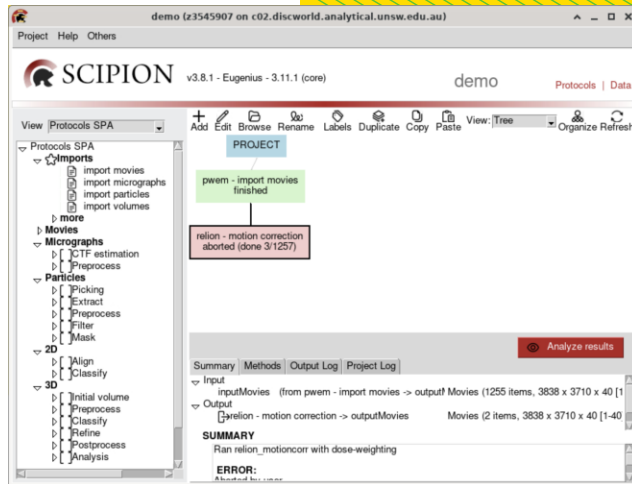 demo (z3545907 on c02.discworld.analytical.unsw.edu.au)
Project Help Others
SCIPION v3.8.1 - Eugenius - 3.11.1 (core) demo Protocols | Data
View Protocols SPA
Add Edit Browse Rename Labels Duplicate Copy Paste View: Tree Organize Refresh
Protocols SPA
Imports
import movies
import micrographs
import particles
import volumes
more
Movies
Micrographs
[ ]CTF estimation
[ ]Preprocess
Particles
[ ]Picking
[ ]Extract
[ ]Preprocess
[ ]Filter
[ ]Mask
2D
[ ]Align
[ ]Classify
3D
[ ]Initial volume
[ ]Preprocess
[ ]Classify
[ ]Refine
[ ]Postprocess
[ ]Analysis
PROJECT
pwem - import movies
finished
relion - motion correction
aborted (done 3/1257)
Analyze results
Summary Methods Output Log Project Log
Input
inputMovies (from pwem - import movies -> output Movies (1255 items, 3838 x 3710 x 40 [1
Output
relion - motion correction -> outputMovies Movies (2 items, 3838 x 3710 x 40 [1-40
SUMMARY
Ran relion_motioncorr with dose-weighting
ERROR: